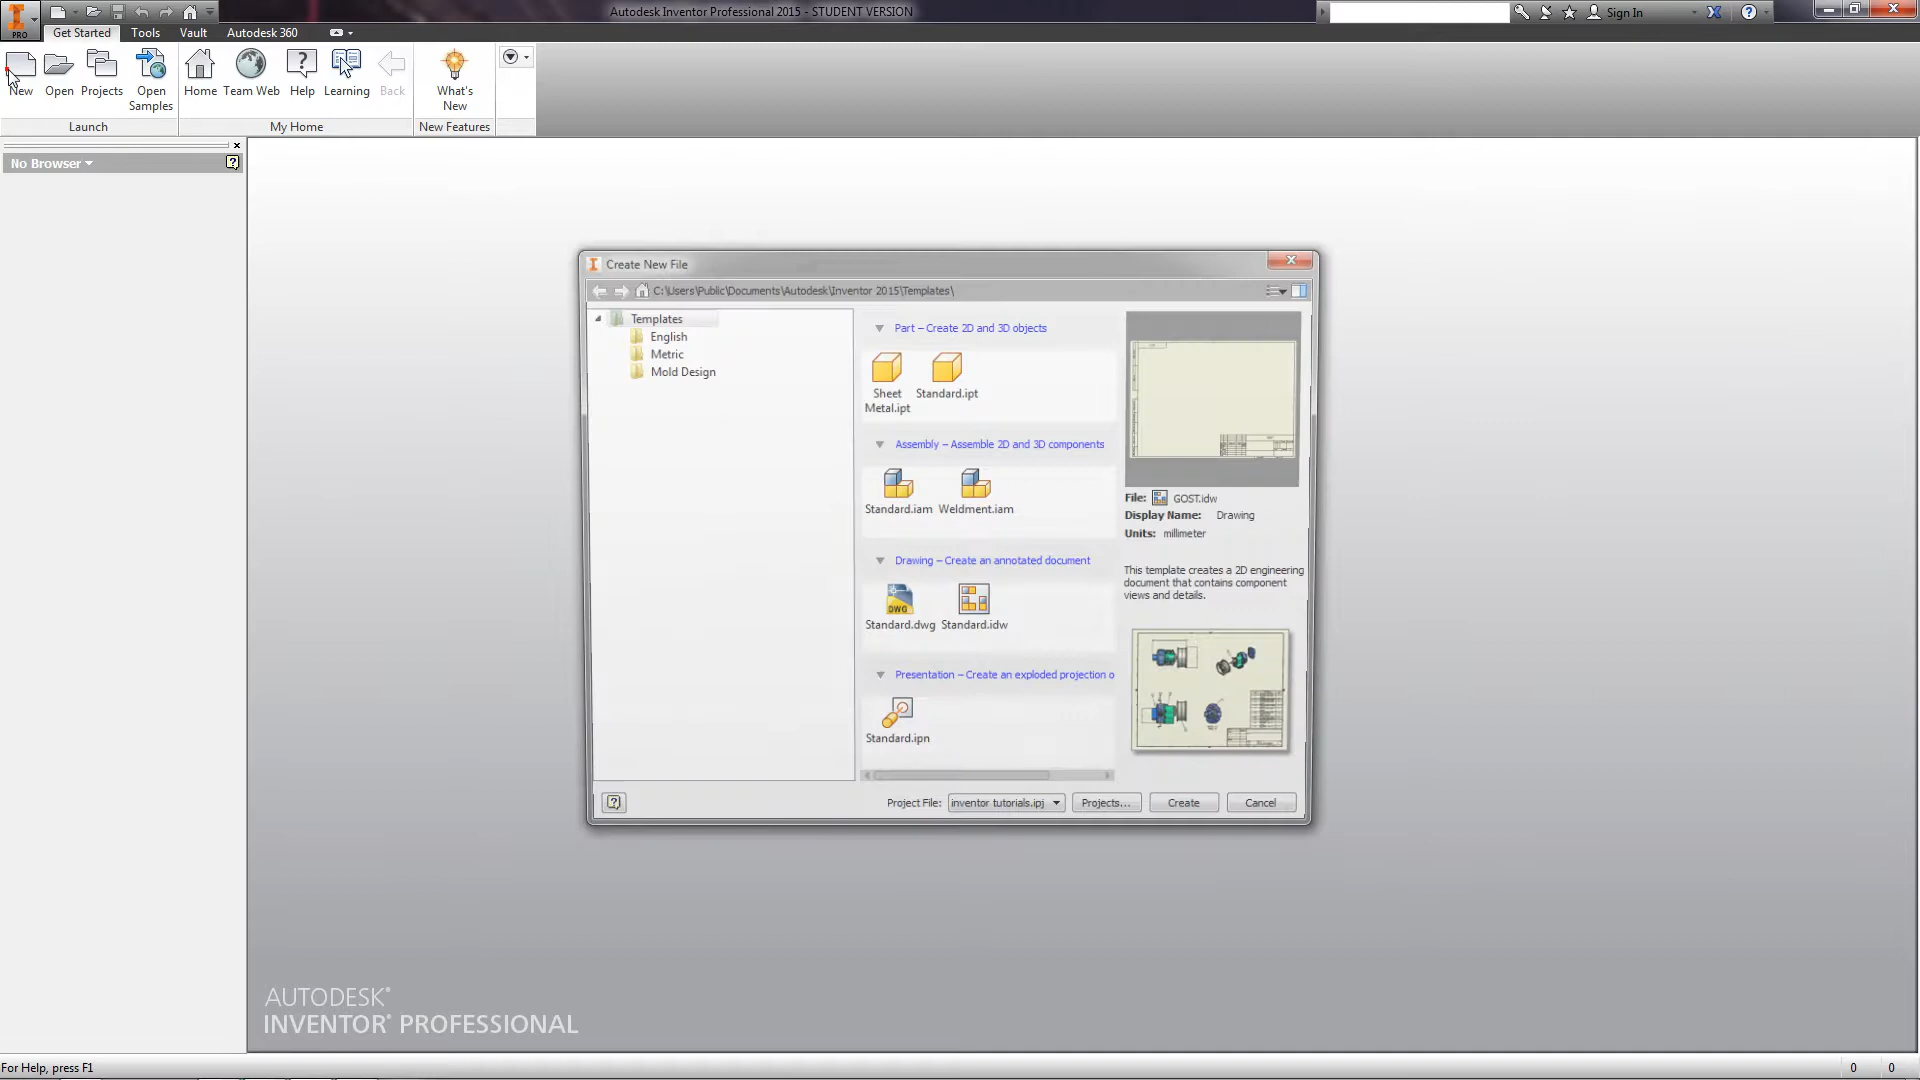 Autodesk Inventor Professional 2015 - STUDENT VERSION
Sign In
PRO
Get Started Tools Vault Autodesk 360
New Open Projects Open Samples Home Team Web Help Learning Back What's New
Launch My Home New Features
No Browser
Create New File
C:\Users\Public\Documents\Autodesk\Inventor 2015\Templates\
Templates
English
Metric
Mold Design
Part – Create 2D and 3D objects
Sheet Metal.ipt Standard.ipt
Assembly – Assemble 2D and 3D components
Standard.iam Weldment.iam
Drawing – Create an annotated document
DWG
Standard.dwg Standard.idw
Presentation – Create an exploded projection o
Standard.ipn
File: GOST.idw
Display Name: Drawing
Units: millimeter
This template creates a 2D engineering
document that contains component
views and details.
Project File: inventor tutorials.ipj Projects... Create Cancel
AUTODESK®
INVENTOR® PROFESSIONAL
For Help, press F1
0 0